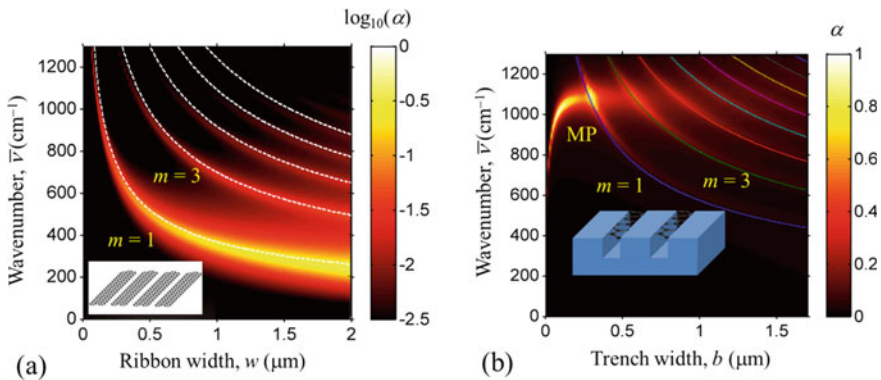 log₁₀(α)
1200
1000
800
600
400
200
0
Wavenumber, ν̅ (cm⁻¹)
m = 1
m = 3
0 0.5 1 1.5 2
Ribbon width, w (μm)
(a)
0
-0.5
-1
-1.5
-2
-2.5
α
1200
1000
800
600
400
200
0
Wavenumber, ν̅ (cm⁻¹)
MP
m = 1
m = 3
0 0.5 1 1.5
Trench width, b (μm)
(b)
1
0.8
0.6
0.4
0.2
0